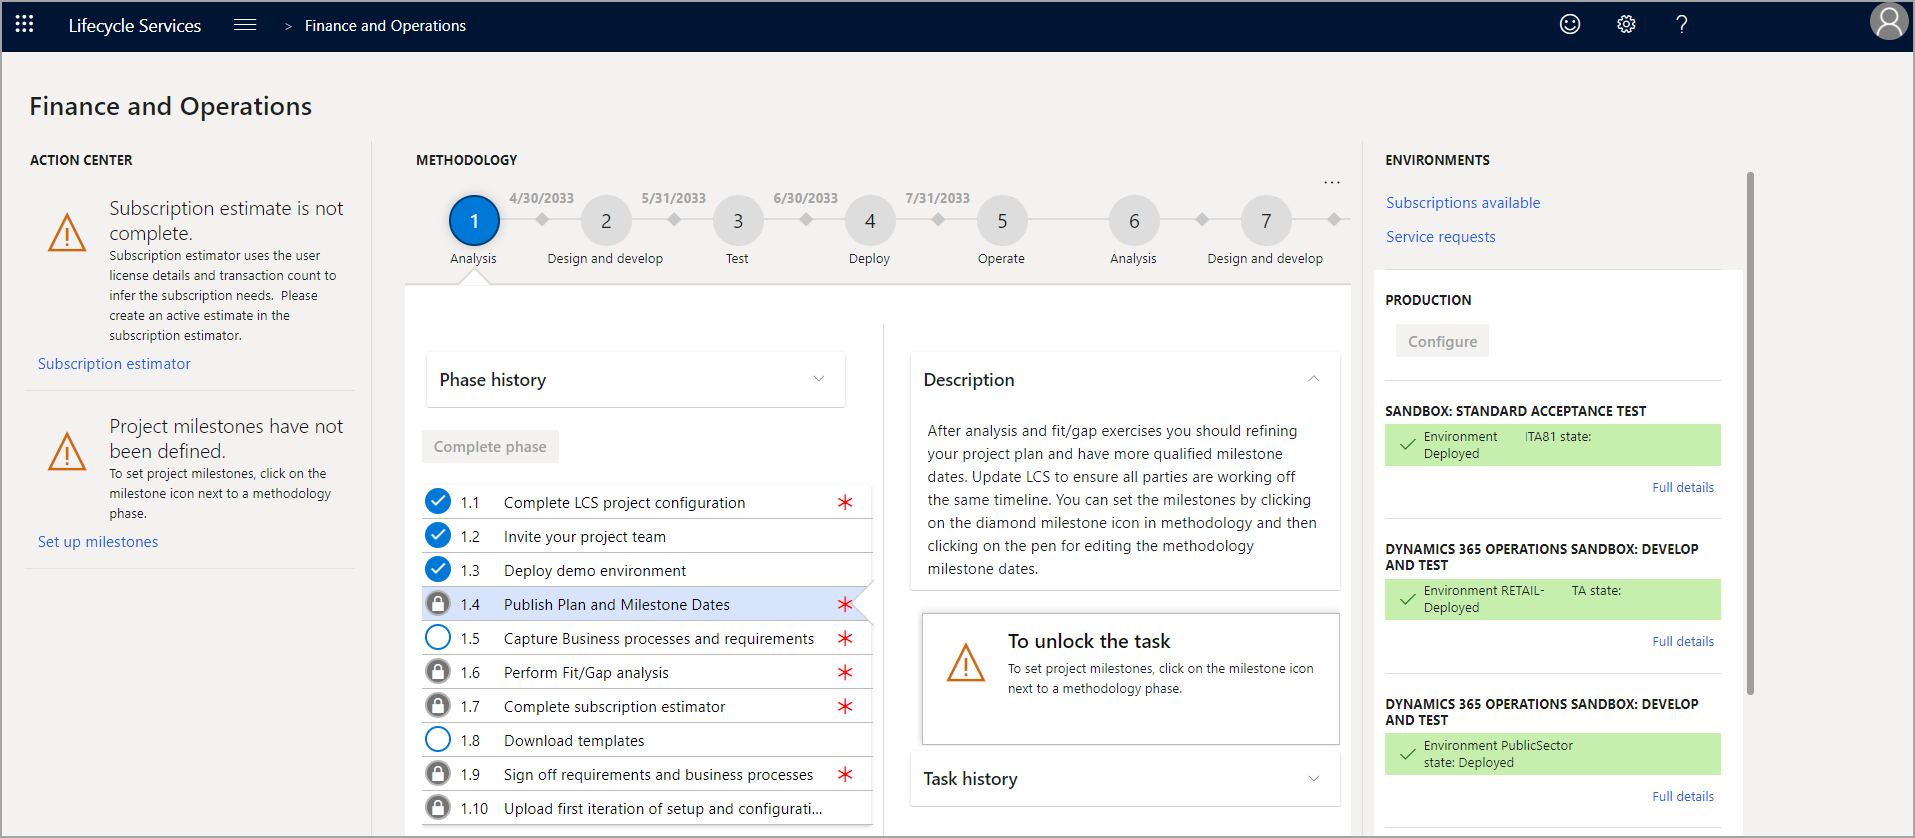 Lifecycle Services > Finance and Operations ?
Finance and Operations
ACTION CENTER
Subscription estimate is not
complete.
Subscription estimator uses the user
license details and transaction count to
infer the subscription needs. Please
create an active estimate in the
subscription estimator.
Subscription estimator
Project milestones have not
been defined.
To set project milestones, click on the
milestone icon next to a methodology
phase.
Set up milestones
METHODOLOGY
...
4/30/2033 5/31/2033 6/30/2033 7/31/2033
1 2 3 4 5 6 7
Analysis Design and develop Test Deploy Operate Analysis Design and develop
Phase history
Complete phase
1.1 Complete LCS project configuration *
1.2 Invite your project team
1.3 Deploy demo environment
1.4 Publish Plan and Milestone Dates *
1.5 Capture Business processes and requirements *
1.6 Perform Fit/Gap analysis *
1.7 Complete subscription estimator *
1.8 Download templates
1.9 Sign off requirements and business processes *
1.10 Upload first iteration of setup and configurati...
Description
After analysis and fit/gap exercises you should refining
your project plan and have more qualified milestone
dates. Update LCS to ensure all parties are working off
the same timeline. You can set the milestones by clicking
on the diamond milestone icon in methodology and then
clicking on the pen for editing the methodology
milestone dates.
To unlock the task
To set project milestones, click on the milestone icon
next to a methodology phase.
Task history
ENVIRONMENTS
Subscriptions available
Service requests
PRODUCTION
Configure
SANDBOX: STANDARD ACCEPTANCE TEST
Environment ITA81 state:
Deployed
Full details
DYNAMICS 365 OPERATIONS SANDBOX: DEVELOP
AND TEST
Environment RETAIL- TA state:
Deployed
Full details
DYNAMICS 365 OPERATIONS SANDBOX: DEVELOP
AND TEST
Environment PublicSector
state: Deployed
Full details